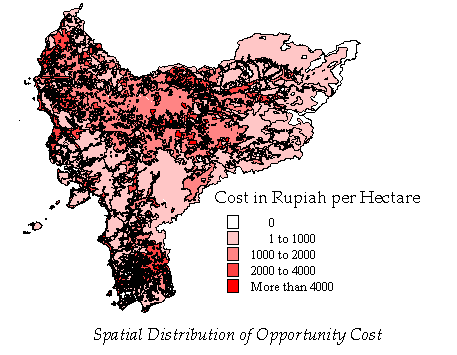 Cost in Rupiah per Hectare
0
1 to 1000
1000 to 2000
2000 to 4000
More than 4000
Spatial Distribution of Opportunity Cost